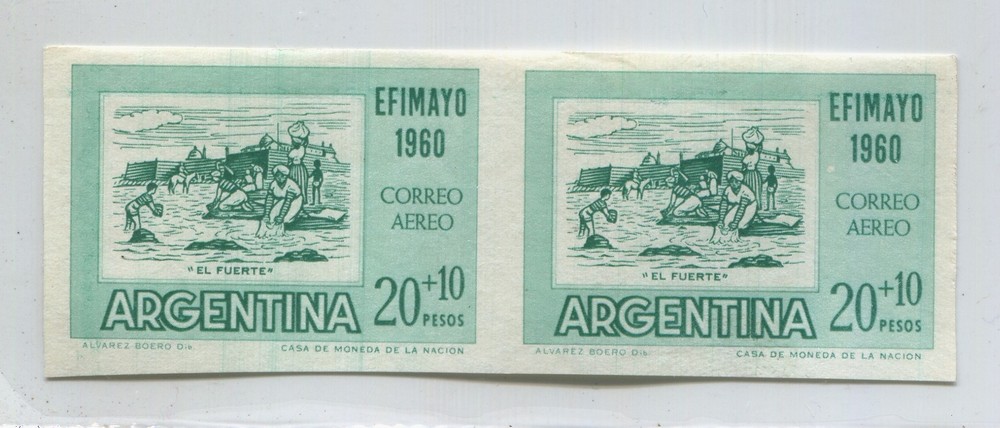 EFIMAYO
1960
CORREO
AEREO
"EL FUERTE"
ARGENTINA 20+10
PESOS
ALVAREZ BOERO Dib. CASA DE MONEDA DE LA NACION
EFIMAYO
1960
CORREO
AEREO
"EL FUERTE"
ARGENTINA 20+10
PESOS
ALVAREZ BOERO Dib. CASA DE MONEDA DE LA NACION